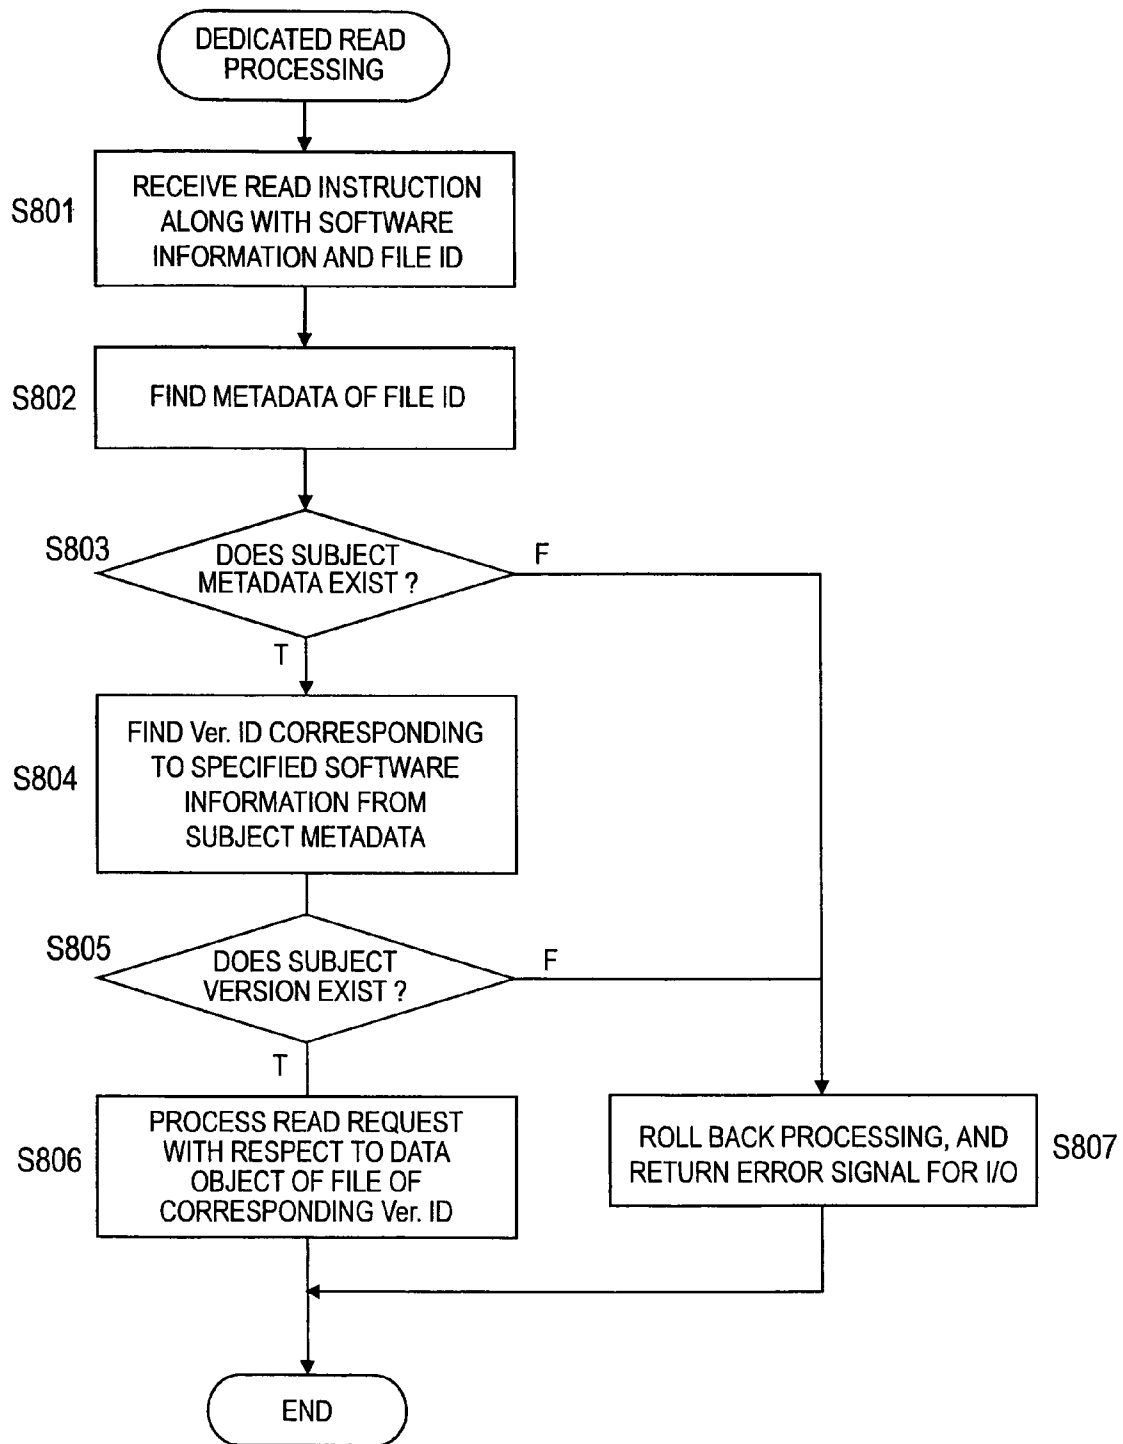 DEDICATED READ
PROCESSING
S801
RECEIVE READ INSTRUCTION
ALONG WITH SOFTWARE
INFORMATION AND FILE ID
S802
FIND METADATA OF FILE ID
S803
DOES SUBJECT
METADATA EXIST ?
F
T
S804
FIND Ver. ID CORRESPONDING
TO SPECIFIED SOFTWARE
INFORMATION FROM
SUBJECT METADATA
S805
DOES SUBJECT
VERSION EXIST ?
F
T
S806
PROCESS READ REQUEST
WITH RESPECT TO DATA
OBJECT OF FILE OF
CORRESPONDING Ver. ID
ROLL BACK PROCESSING, AND
RETURN ERROR SIGNAL FOR I/O
S807
END